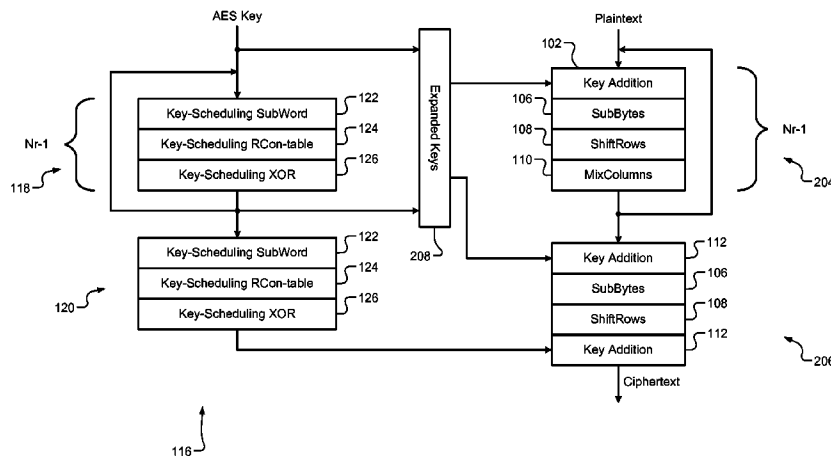 AES Key
Plaintext
102
Key Addition
106
SubBytes
108
ShiftRows
110
MixColumns
Nr-1
204
Expanded Keys
208
Key-Scheduling SubWord
122
Key-Scheduling RCon-table
124
Key-Scheduling XOR
126
Nr-1
118
Key-Scheduling SubWord
122
Key-Scheduling RCon-table
124
Key-Scheduling XOR
126
120
Key Addition
112
SubBytes
106
ShiftRows
108
Key Addition
112
206
Ciphertext
116